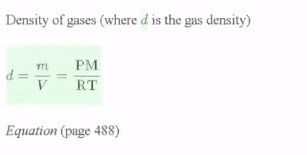 Density of gases (where d is the gas density)
d = m/V = PM/RT
Equation (page 488)